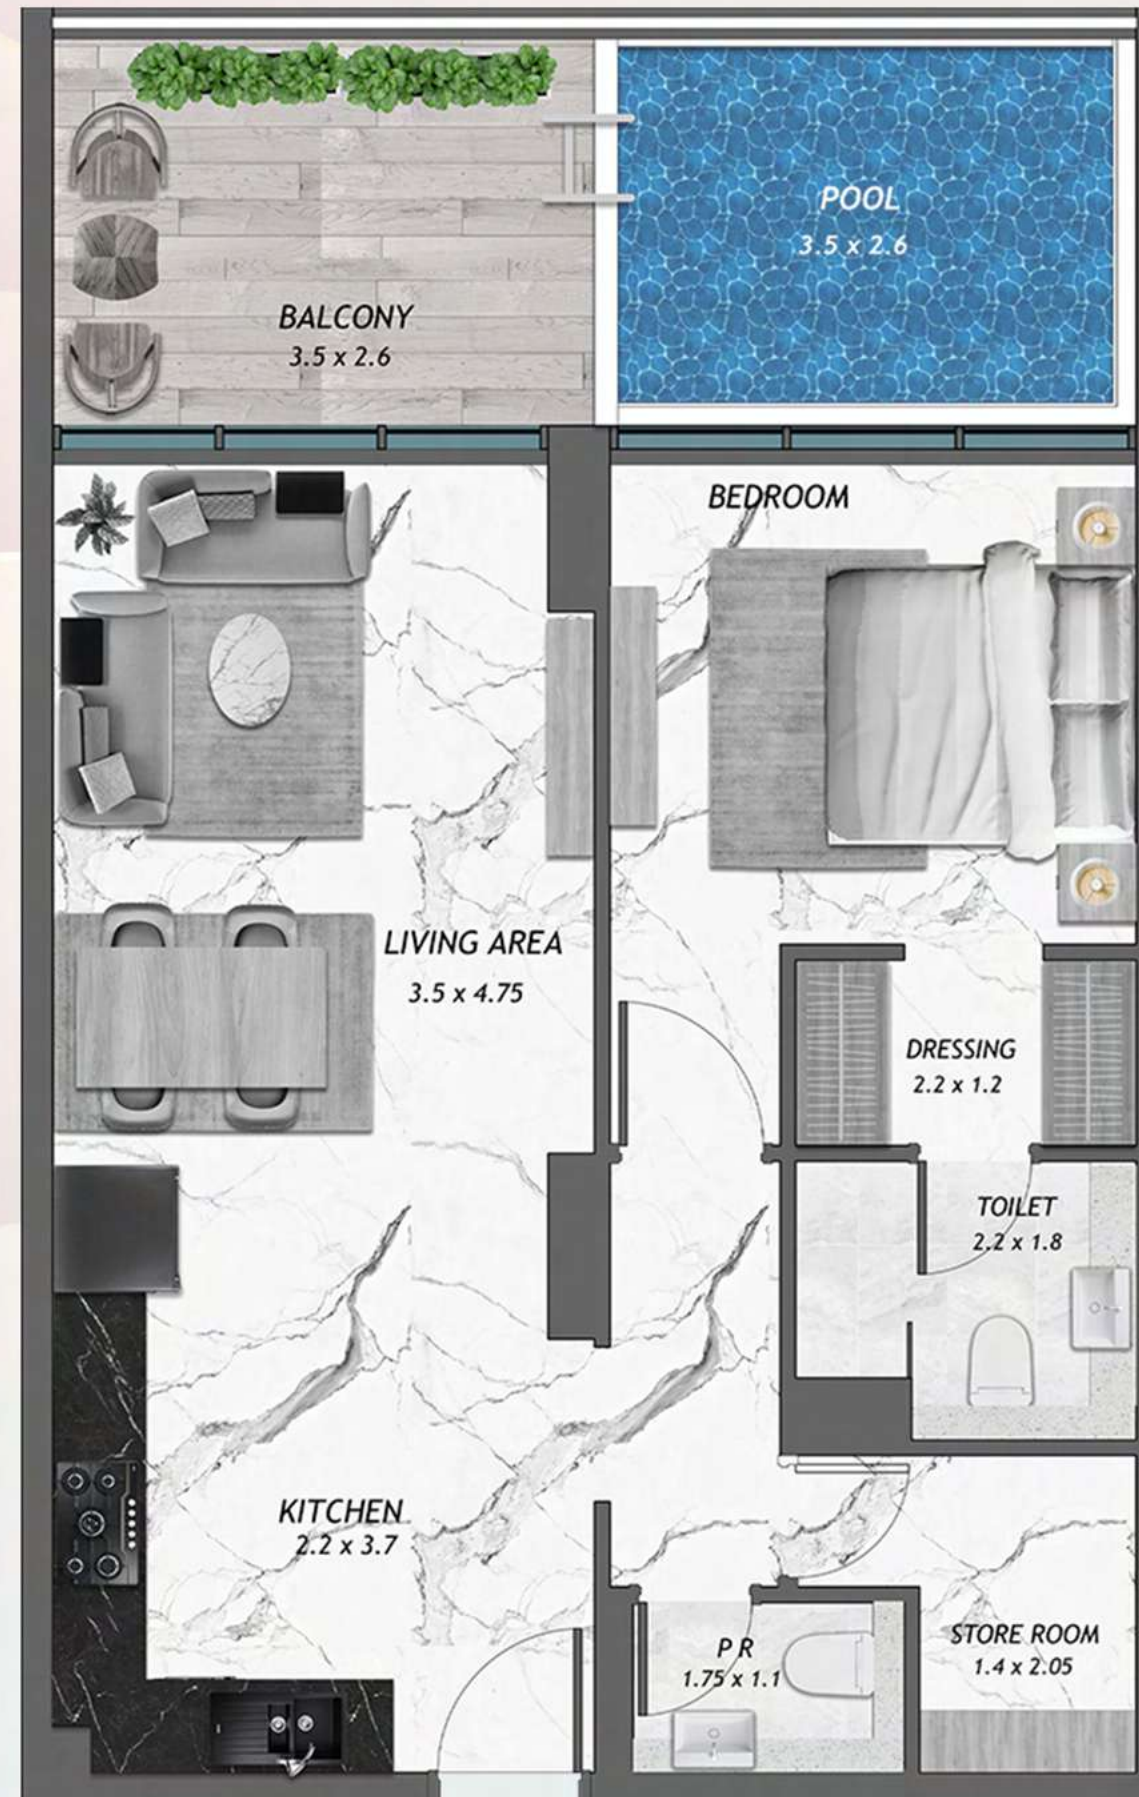 POOL
3.5 x 2.6
BALCONY
3.5 x 2.6
BEDROOM
LIVING AREA
3.5 x 4.75
DRESSING
2.2 x 1.2
TOILET
2.2 x 1.8
KITCHEN
2.2 x 3.7
P R
1.75 x 1.1
STORE ROOM
1.4 x 2.05